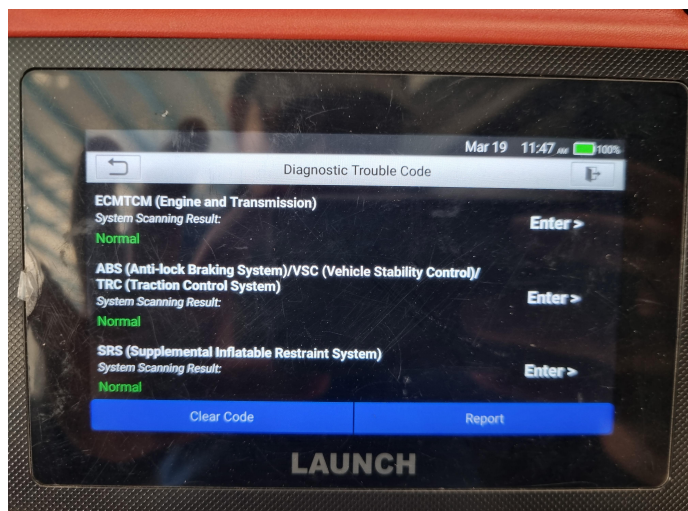 Mar 19 11:47 AM 100%
Diagnostic Trouble Code
ECMTCM (Engine and Transmission)
System Scanning Result:
Normal
Enter >
ABS (Anti-lock Braking System)/VSC (Vehicle Stability Control)/
TRC (Traction Control System)
System Scanning Result:
Normal
Enter >
SRS (Supplemental Inflatable Restraint System)
System Scanning Result:
Normal
Enter >
Clear Code
Report
LAUNCH